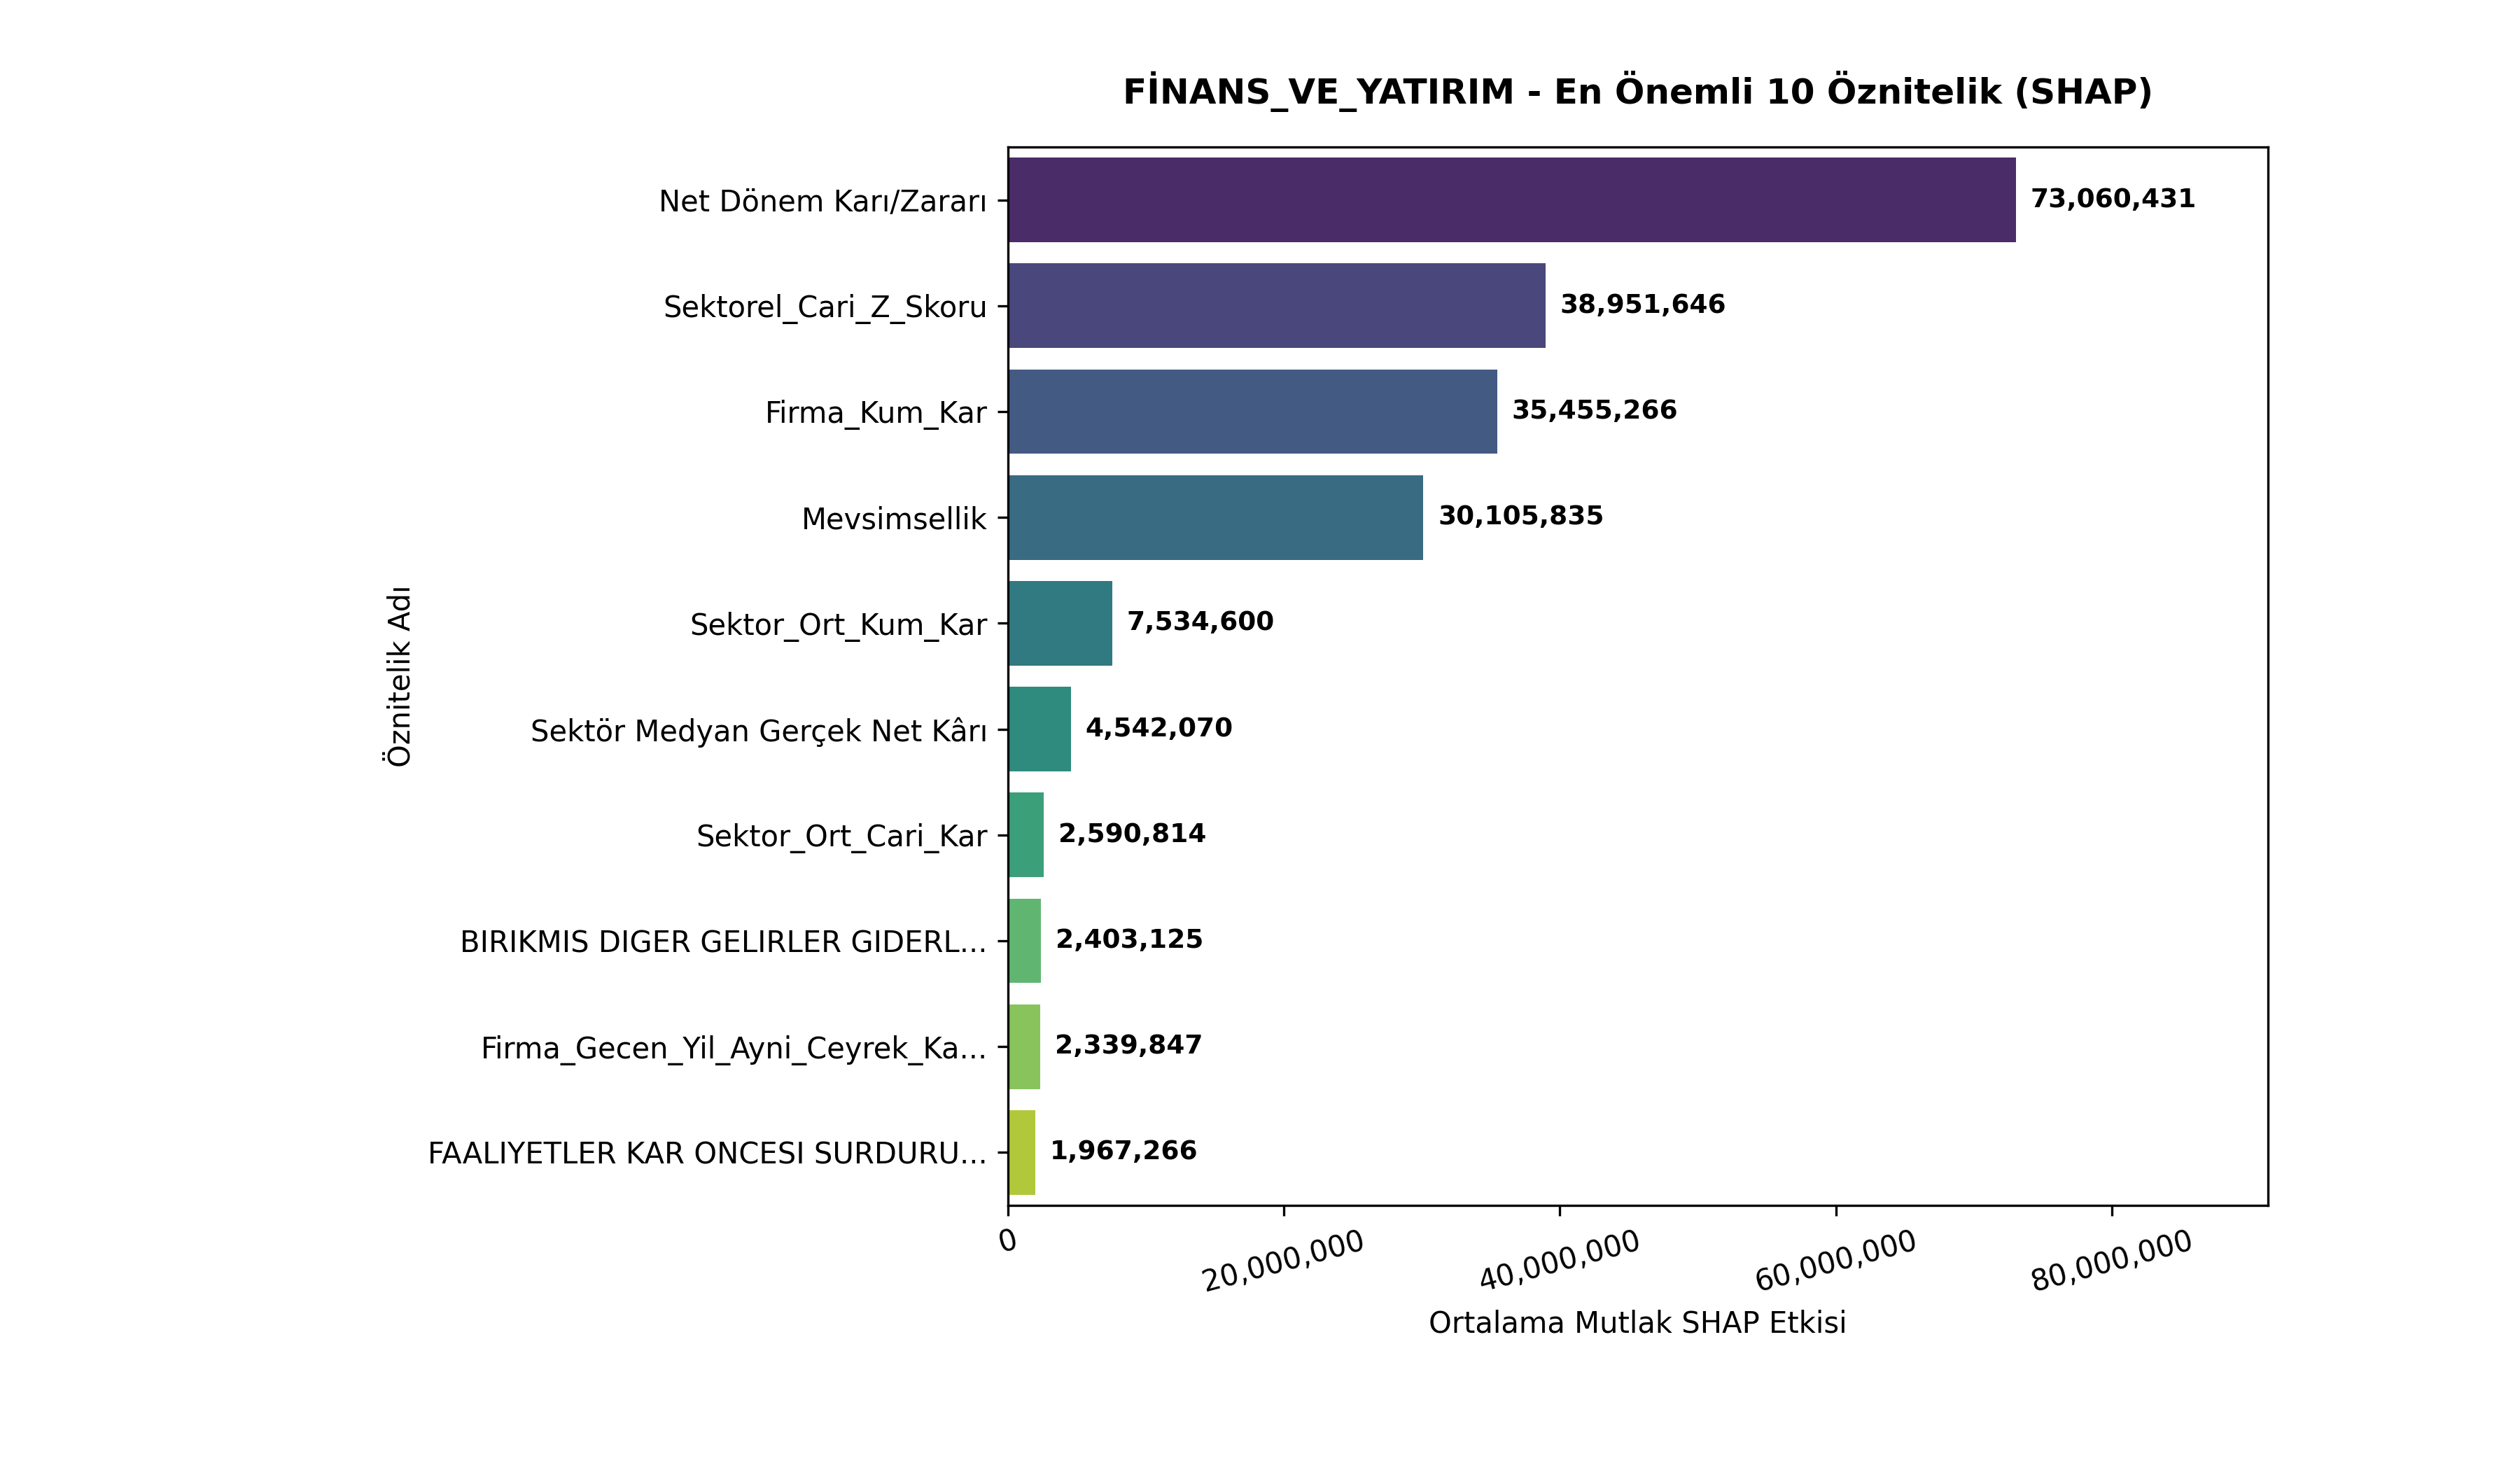 FİNANS_VE_YATIRIM - En Önemli 10 Öznitelik (SHAP)
Öznitelik Adı
Net Dönem Karı/Zararı 73,060,431
Sektorel_Cari_Z_Skoru 38,951,646
Firma_Kum_Kar 35,455,266
Mevsimsellik 30,105,835
Sektor_Ort_Kum_Kar 7,534,600
Sektör Medyan Gerçek Net Kârı 4,542,070
Sektor_Ort_Cari_Kar 2,590,814
BIRIKMIS DIGER GELIRLER GIDERL... 2,403,125
Firma_Gecen_Yil_Ayni_Ceyrek_Ka... 2,339,847
FAALIYETLER KAR ONCESI SURDURU... 1,967,266
0 20,000,000 40,000,000 60,000,000 80,000,000
Ortalama Mutlak SHAP Etkisi